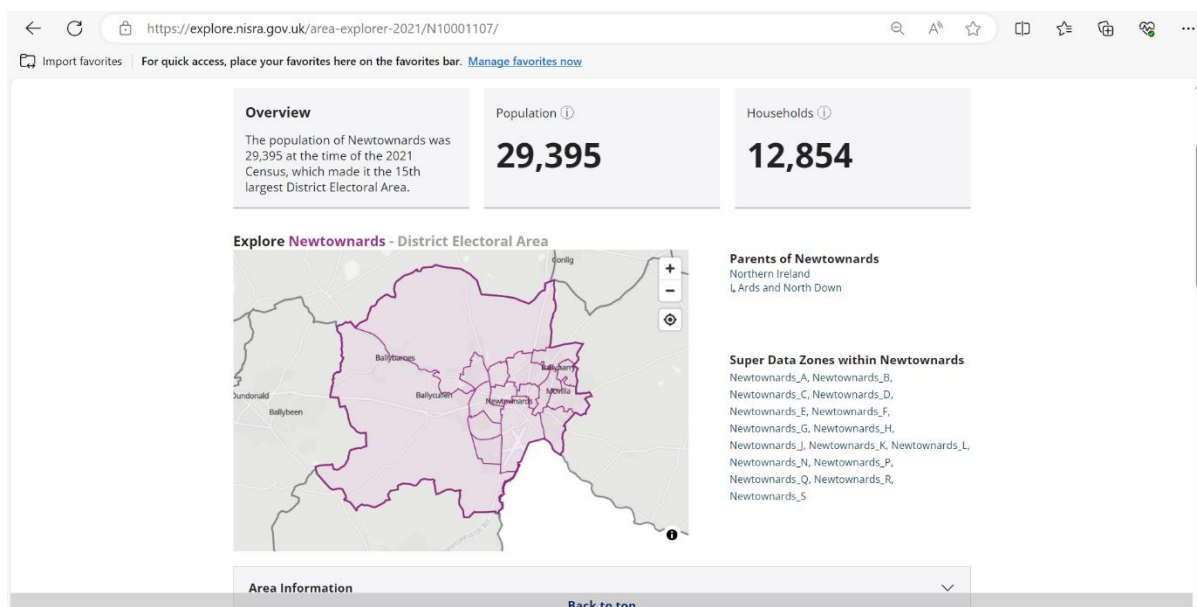 https://explore.nisra.gov.uk/area-explorer-2021/N10001107/
Import favorites
For quick access, place your favorites here on the favorites bar. Manage favorites now
Overview
The population of Newtownards was
29,395 at the time of the 2021
Census, which made it the 15th
largest District Electoral Area.
Population
29,395
Households
12,854
Explore Newtownards - District Electoral Area
Conlig
Ballybarnes
Ballyharry
Dundonald
Ballycullen
Movilla
Newtownards
Ballybeen
Parents of Newtownards
Northern Ireland
Ards and North Down
Super Data Zones within Newtownards
Newtownards_A, Newtownards_B,
Newtownards_C, Newtownards_D,
Newtownards_E, Newtownards_F,
Newtownards_G, Newtownards_H,
Newtownards_J, Newtownards_K, Newtownards_L,
Newtownards_N, Newtownards_P,
Newtownards_Q, Newtownards_R,
Newtownards_S
Area Information
Back to top